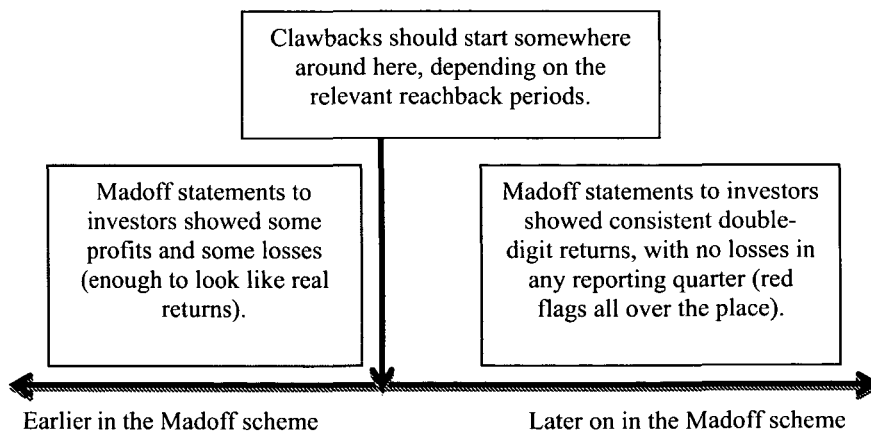 Clawbacks should start somewhere
around here, depending on the
relevant reachback periods.
Madoff statements to
investors showed some
profits and some losses
(enough to look like real
returns).
Madoff statements to investors
showed consistent double-
digit returns, with no losses in
any reporting quarter (red
flags all over the place).
Earlier in the Madoff scheme
Later on in the Madoff scheme